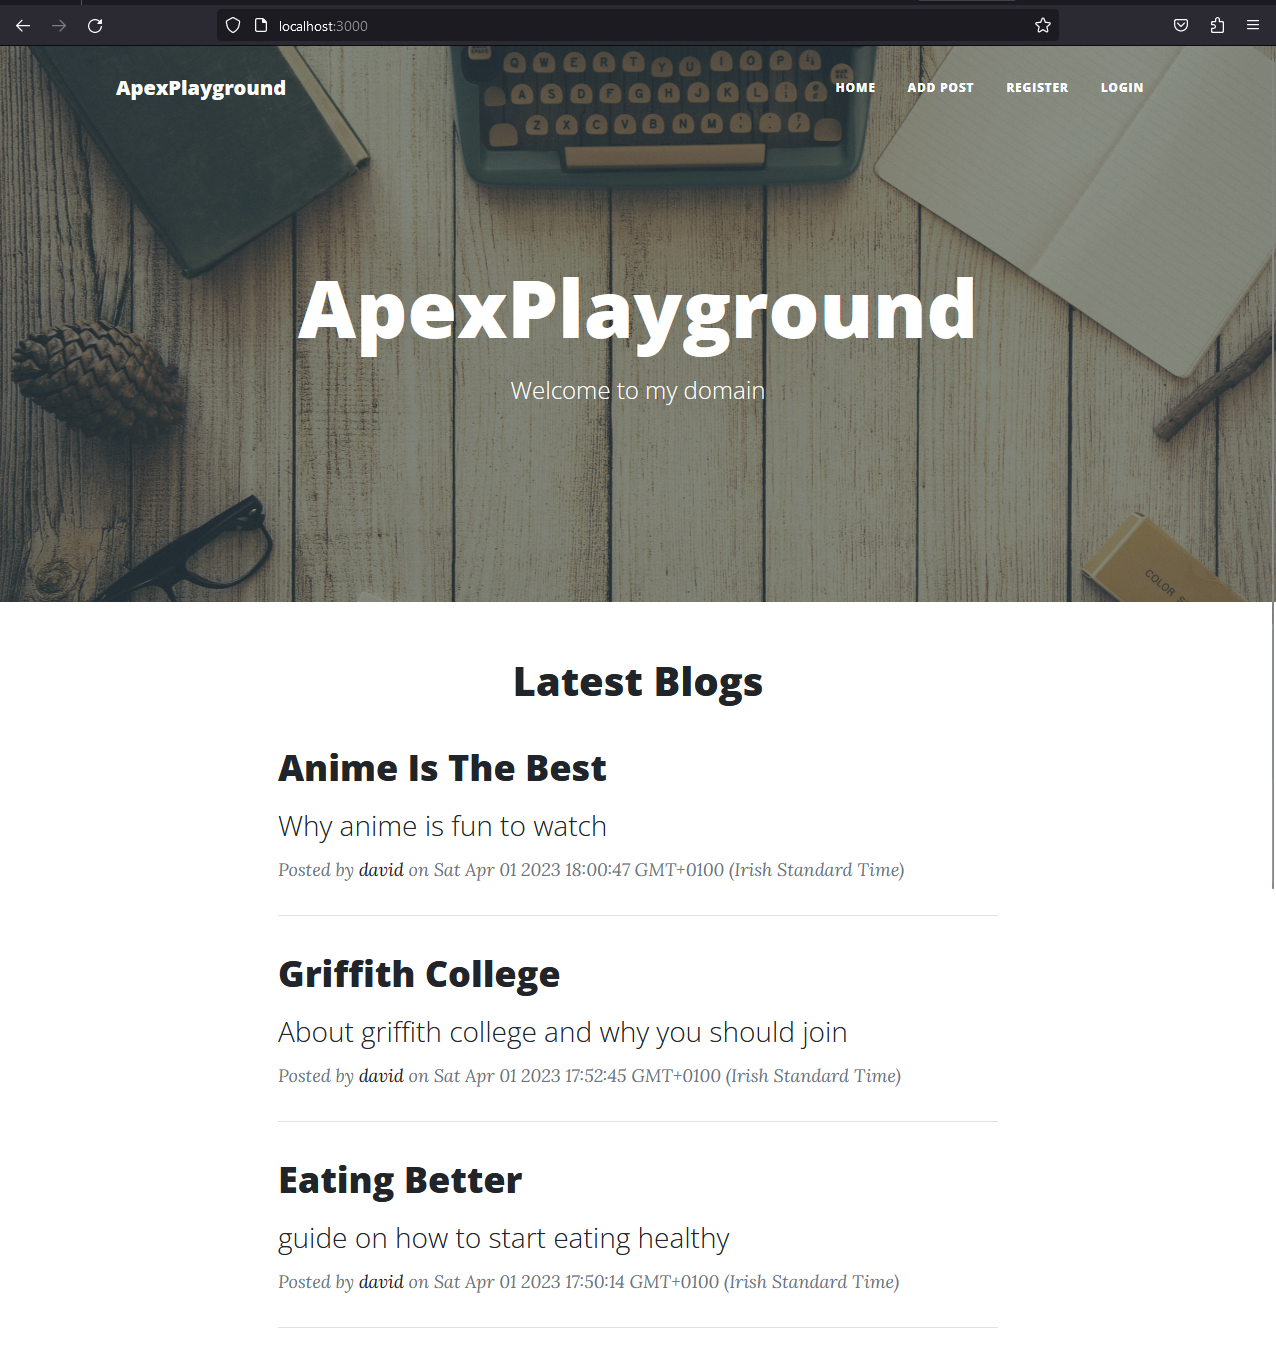 localhost:3000
ApexPlayground
HOME ADD POST REGISTER LOGIN
Q W E R T Y U I O P
A S D F G H J K L
Z X C V B N M
ApexPlayground
Welcome to my domain
COLOR
Latest Blogs
Anime Is The Best
Why anime is fun to watch
Posted by david on Sat Apr 01 2023 18:00:47 GMT+0100 (Irish Standard Time)
Griffith College
About griffith college and why you should join
Posted by david on Sat Apr 01 2023 17:52:45 GMT+0100 (Irish Standard Time)
Eating Better
guide on how to start eating healthy
Posted by david on Sat Apr 01 2023 17:50:14 GMT+0100 (Irish Standard Time)